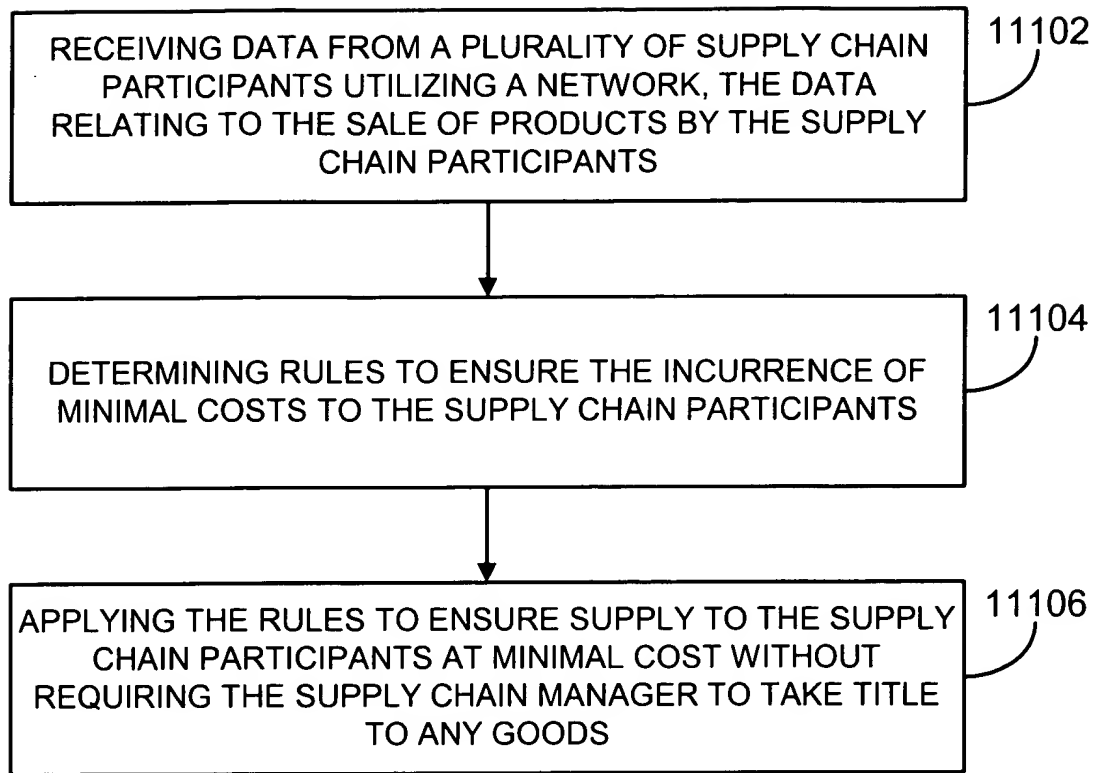 RECEIVING DATA FROM A PLURALITY OF SUPPLY CHAIN
PARTICIPANTS UTILIZING A NETWORK, THE DATA
RELATING TO THE SALE OF PRODUCTS BY THE SUPPLY
CHAIN PARTICIPANTS
11102
DETERMINING RULES TO ENSURE THE INCURRENCE OF
MINIMAL COSTS TO THE SUPPLY CHAIN PARTICIPANTS
11104
APPLYING THE RULES TO ENSURE SUPPLY TO THE SUPPLY
CHAIN PARTICIPANTS AT MINIMAL COST WITHOUT
REQUIRING THE SUPPLY CHAIN MANAGER TO TAKE TITLE
TO ANY GOODS
11106